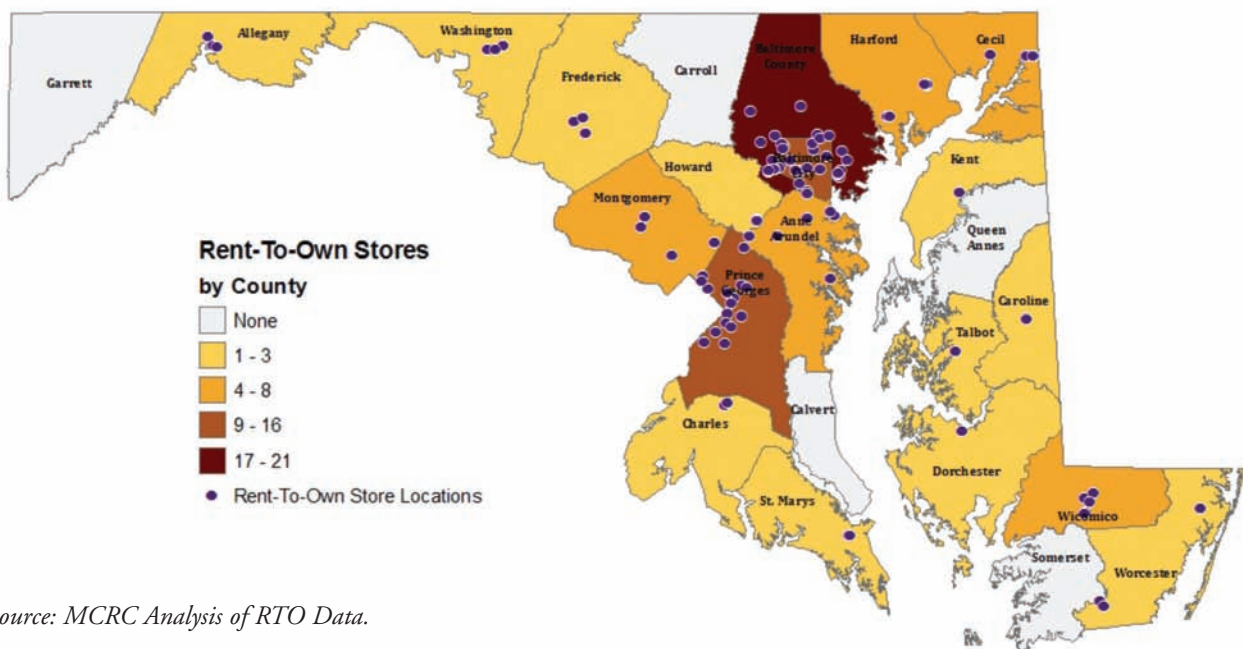 Allegany
Washington
Garrett
Frederick
Carroll
Baltimore
County
Harford
Cecil
Howard
Baltimore
City
Kent
Montgomery
Anne
Arundel
Queen
Annes
Prince
Georges
Caroline
Talbot
Calvert
Charles
Dorchester
St. Marys
Wicomico
Somerset
Worcester
Rent-To-Own Stores
by County
None
1 - 3
4 - 8
9 - 16
17 - 21
Rent-To-Own Store Locations
ource: MCRC Analysis of RTO Data.